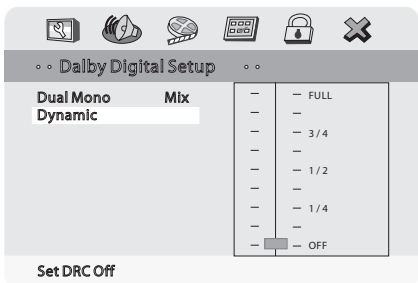 •• Dalby Digital Setup ••
Dual Mono Mix
Dynamic
– – FULL
– –
– – 3 / 4
– –
– – 1 / 2
– –
– – 1 / 4
– –
– – OFF
Set DRC Off